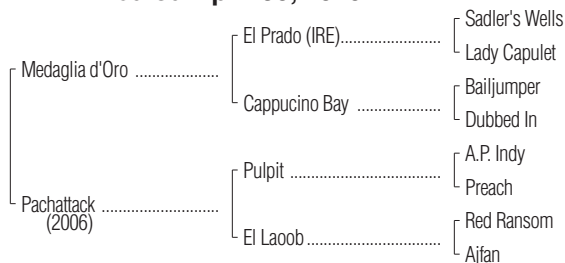 El Prado (IRE)
Sadler's Wells
Lady Capulet
Medaglia d'Oro
Cappucino Bay
Bailjumper
Dubbed In
Pulpit
A.P. Indy
Preach
Pachattack
(2006)
El Laoob
Red Ransom
Ajfan